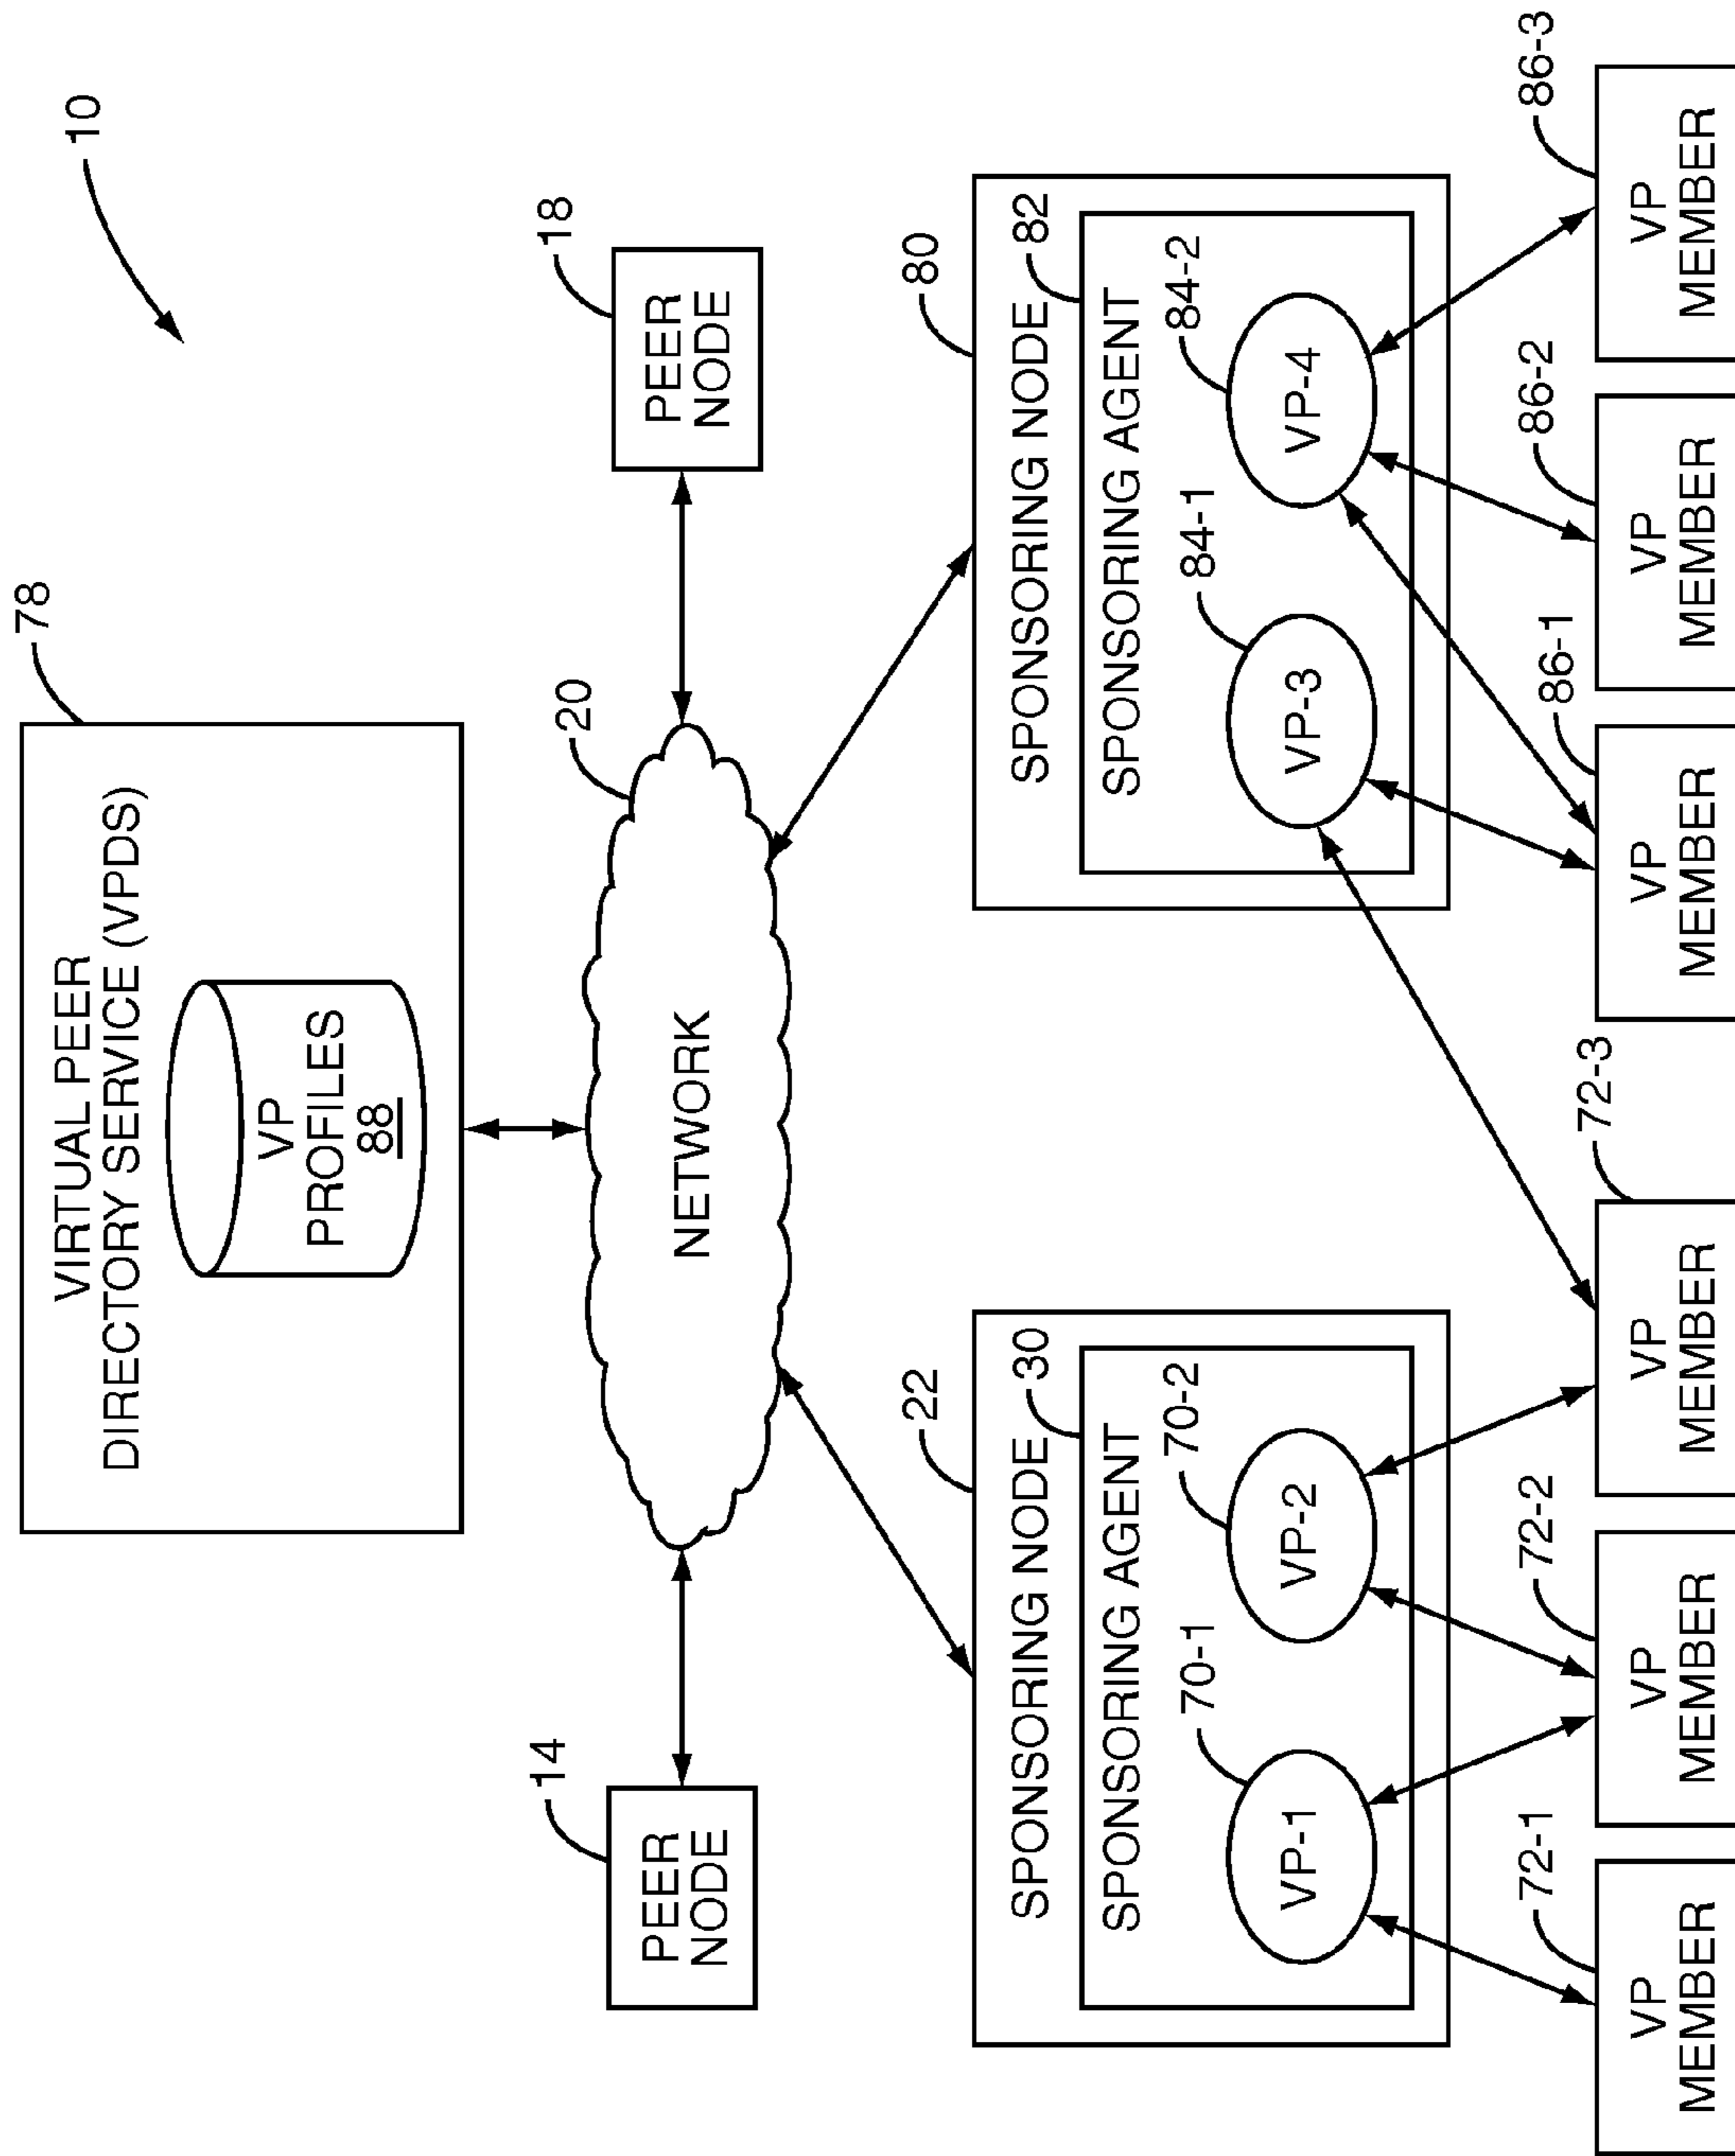 10
78
VIRTUAL PEER
DIRECTORY SERVICE (VPDS)
VP
PROFILES
88
14
PEER
NODE
20
NETWORK
18
PEER
NODE
22
SPONSORING NODE
30
SPONSORING AGENT
70-1
VP-1
70-2
VP-2
80
SPONSORING NODE
82
SPONSORING AGENT
84-1
VP-3
84-2
VP-4
72-1
VP
MEMBER
72-2
VP
MEMBER
72-3
VP
MEMBER
86-1
VP
MEMBER
86-2
VP
MEMBER
86-3
VP
MEMBER